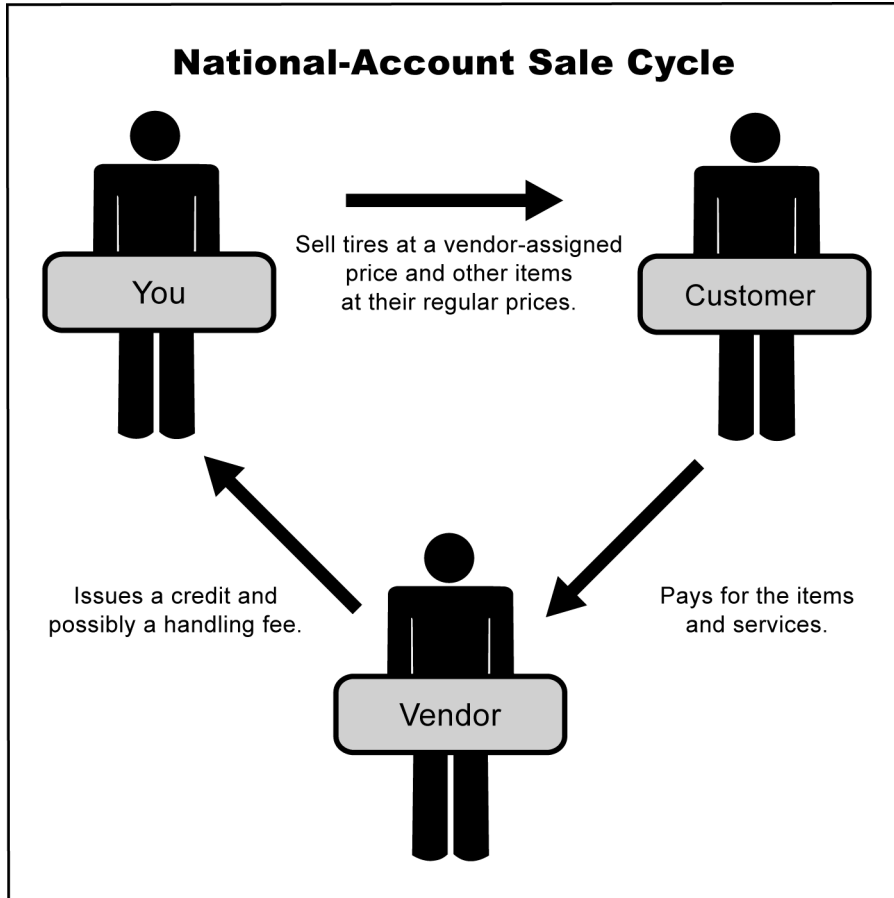 National-Account Sale Cycle
You
Sell tires at a vendor-assigned
price and other items
at their regular prices.
Customer
Issues a credit and
possibly a handling fee.
Pays for the items
and services.
Vendor